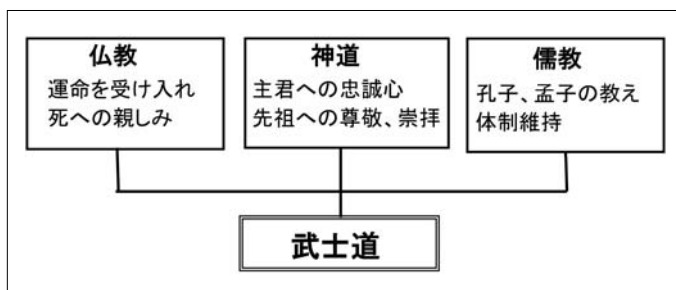 仏教
運命を受け入れ
死への親しみ
神道
主君への忠誠心
先祖への尊敬、崇拝
儒教
孔子、孟子の教え
体制維持
武士道